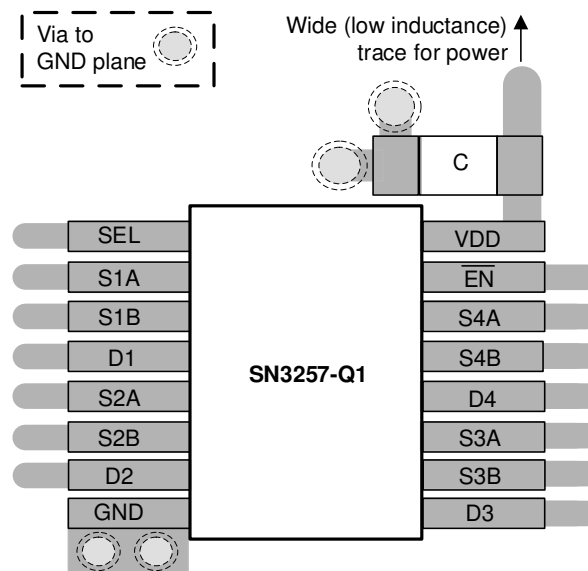 Via to
GND plane
Wide (low inductance)
trace for power
C
SEL
S1A
S1B
D1
S2A
S2B
D2
GND
SN3257-Q1
VDD
E̅N̅
S4A
S4B
D4
S3A
S3B
D3